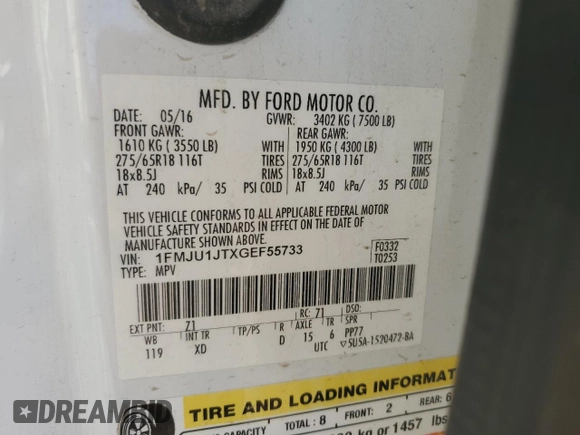 MFD. BY FORD MOTOR CO.
DATE: 05/16 GVWR: 3402 KG ( 7500 LB)
FRONT GAWR: REAR GAWR:
1610 KG ( 3550 LB) WITH 1950 KG ( 4300 LB) WITH
275/65R18 116T TIRES 275/65R18 116T TIRES
18x8.5J RIMS 18x8.5J RIMS
AT 240 kPa/ 35 PSI COLD AT 240 kPa/ 35 PSI COLD
THIS VEHICLE CONFORMS TO ALL APPLICABLE FEDERAL MOTOR
VEHICLE SAFETY STANDARDS IN EFFECT ON THE DATE OF
MANUFACTURE SHOWN ABOVE.
VIN: 1FMJU1JTXGEF55733 F0332
TYPE: MPV T0253
EXT PNT: Z1 RC: Z1 DSO:
WB INT TR TP/PS R AXLE TR SPR
119 XD D 15 6 PP77
UTC 5U5A-1520472-BA
TIRE AND LOADING INFORMAT
CAPACITY TOTAL: 8 FRONT: 2 REAR: 6
kg or 1457 lbs
DREAMBID